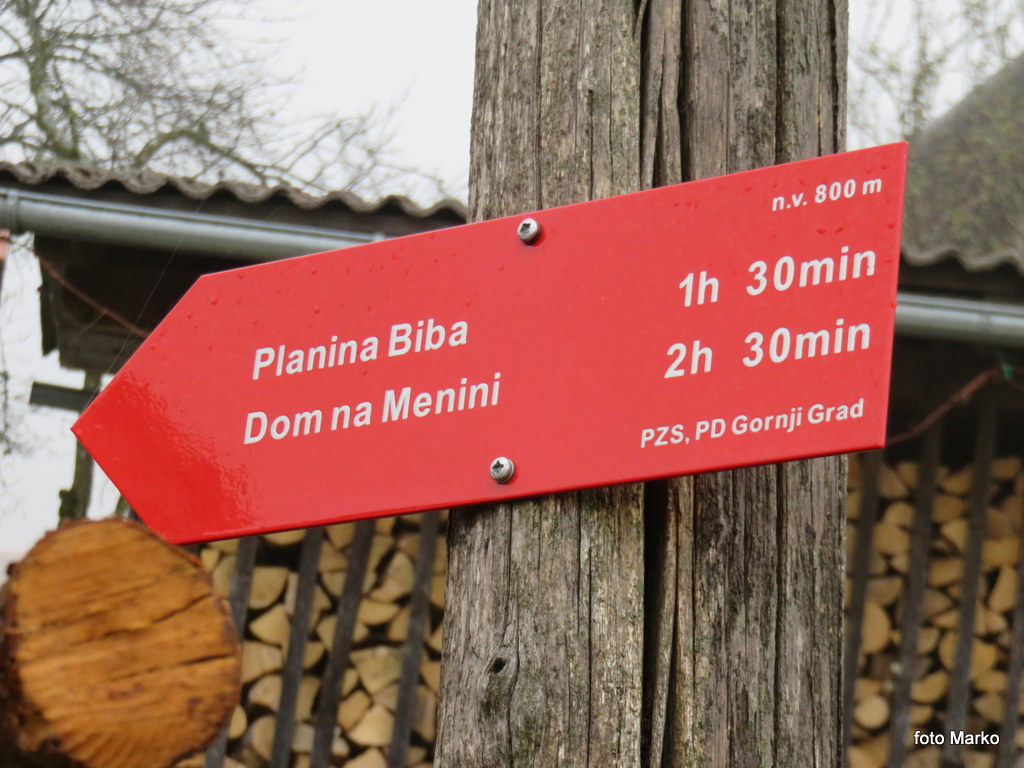 n.v. 800 m
Planina Biba 1h 30min
Dom na Menini 2h 30min
PZS, PD Gornji Grad
foto Marko